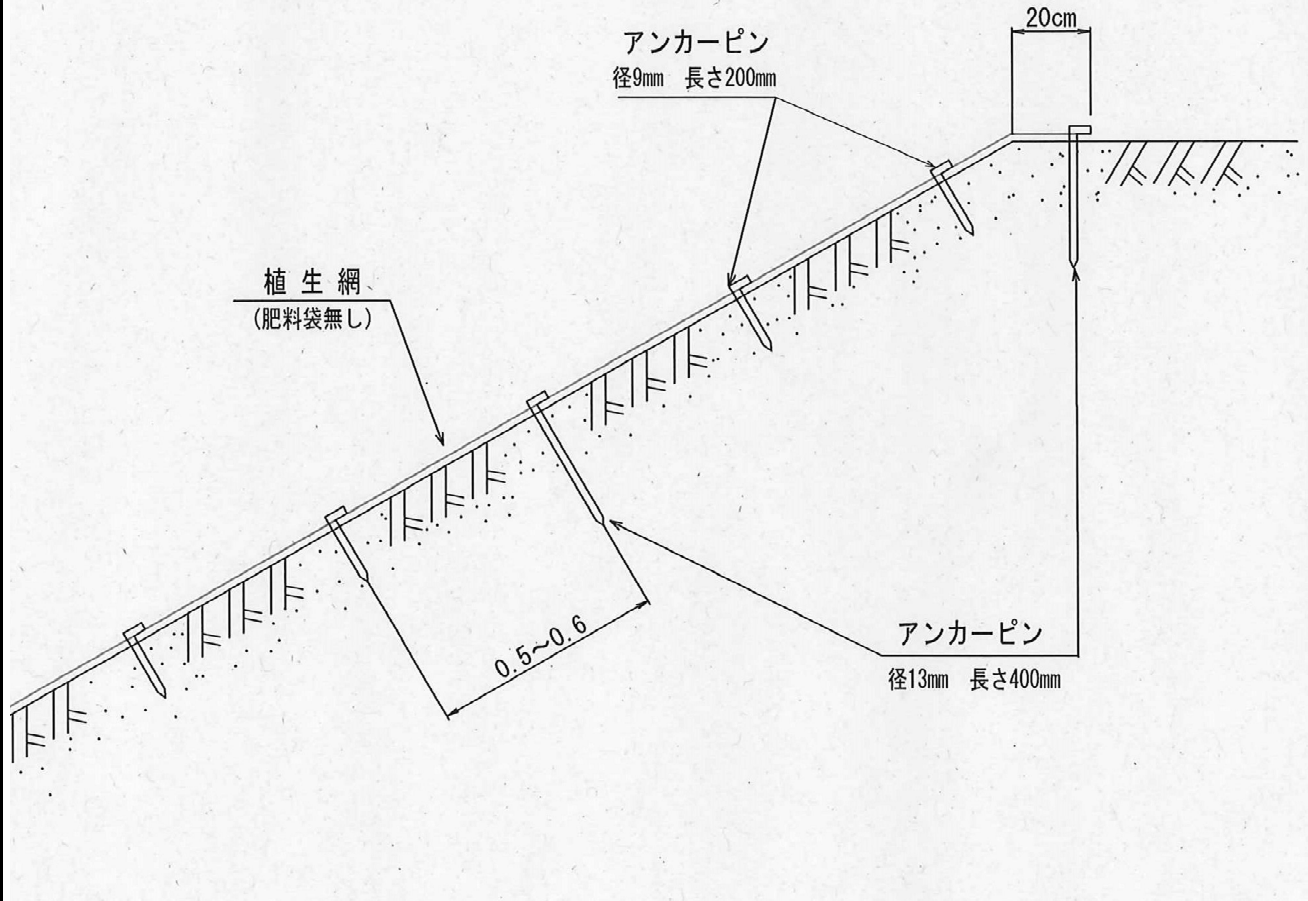 20cm
アンカーピン
径9mm 長さ200mm
植生網
(肥料袋無し)
0.5~0.6
アンカーピン
径13mm 長さ400mm